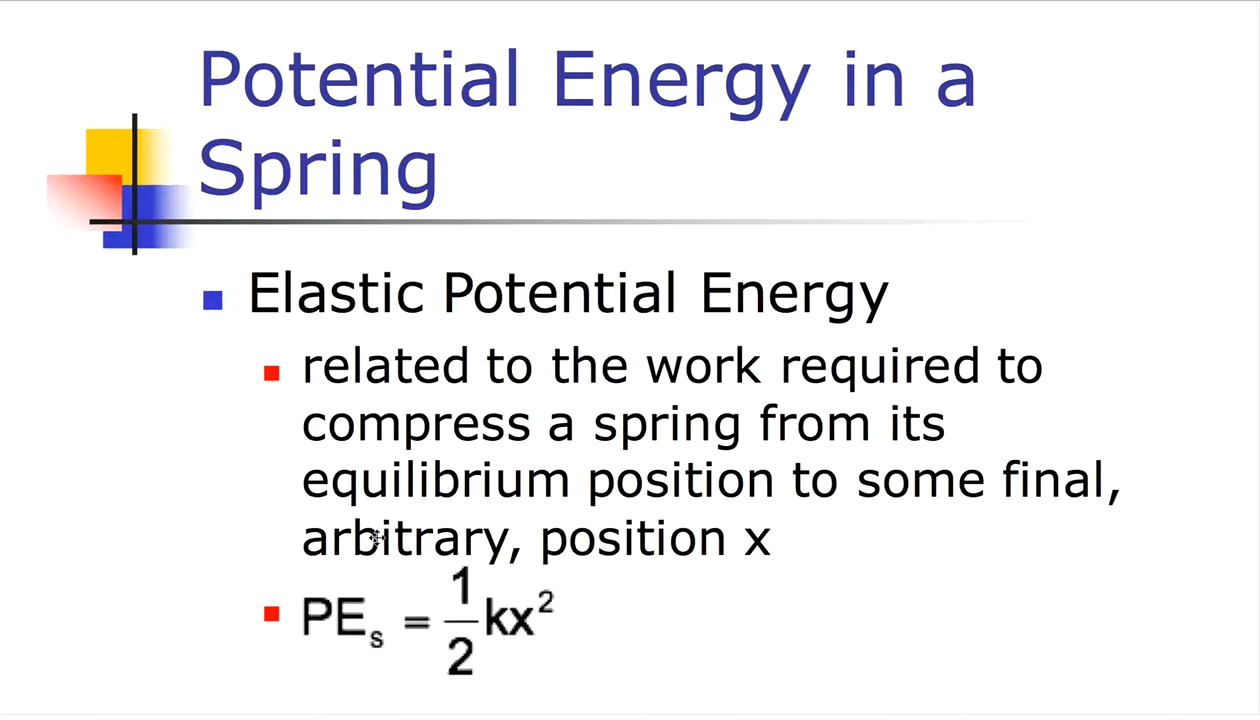 Potential Energy in a
Spring
Elastic Potential Energy
related to the work required to
compress a spring from its
equilibrium position to some final,
arbitrary, position x
PEₛ = 1/2 kx²